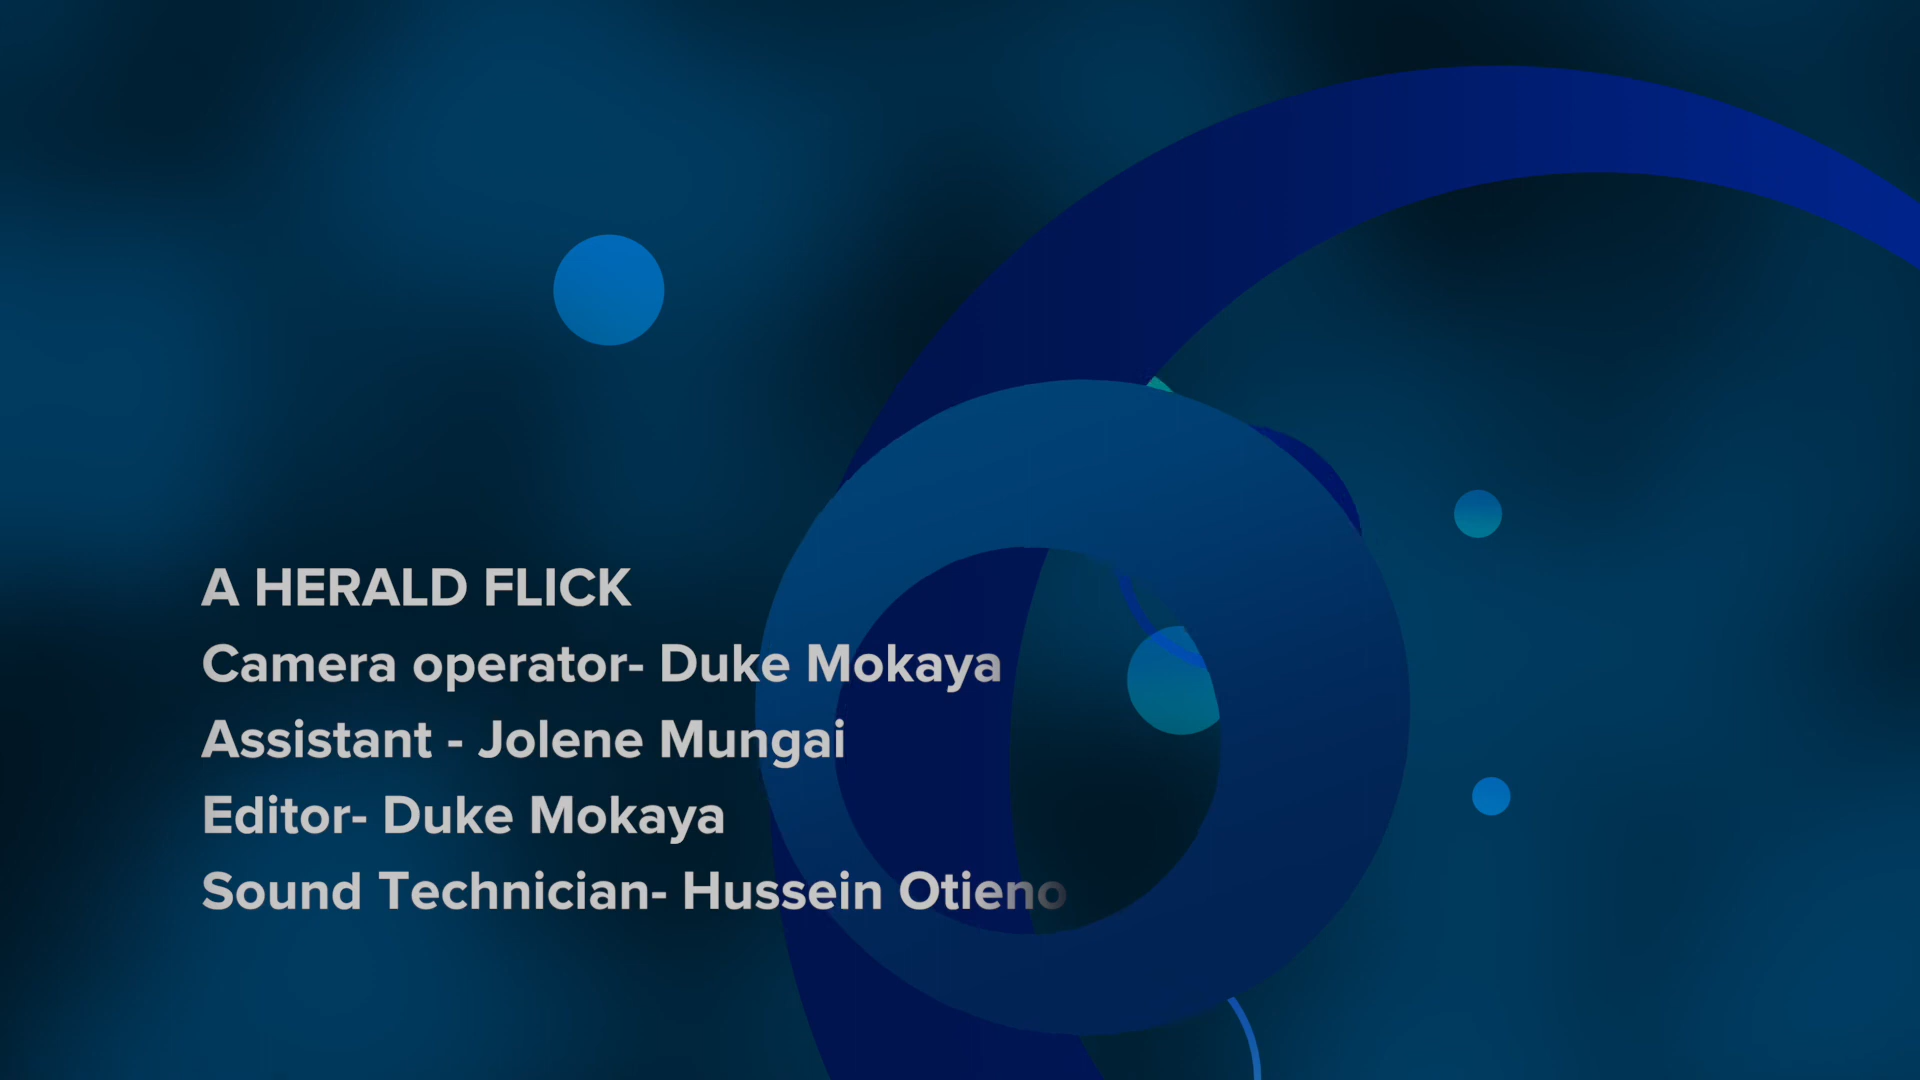 A HERALD FLICK
Camera operator- Duke Mokaya
Assistant - Jolene Mungai
Editor- Duke Mokaya
Sound Technician- Hussein Otieno